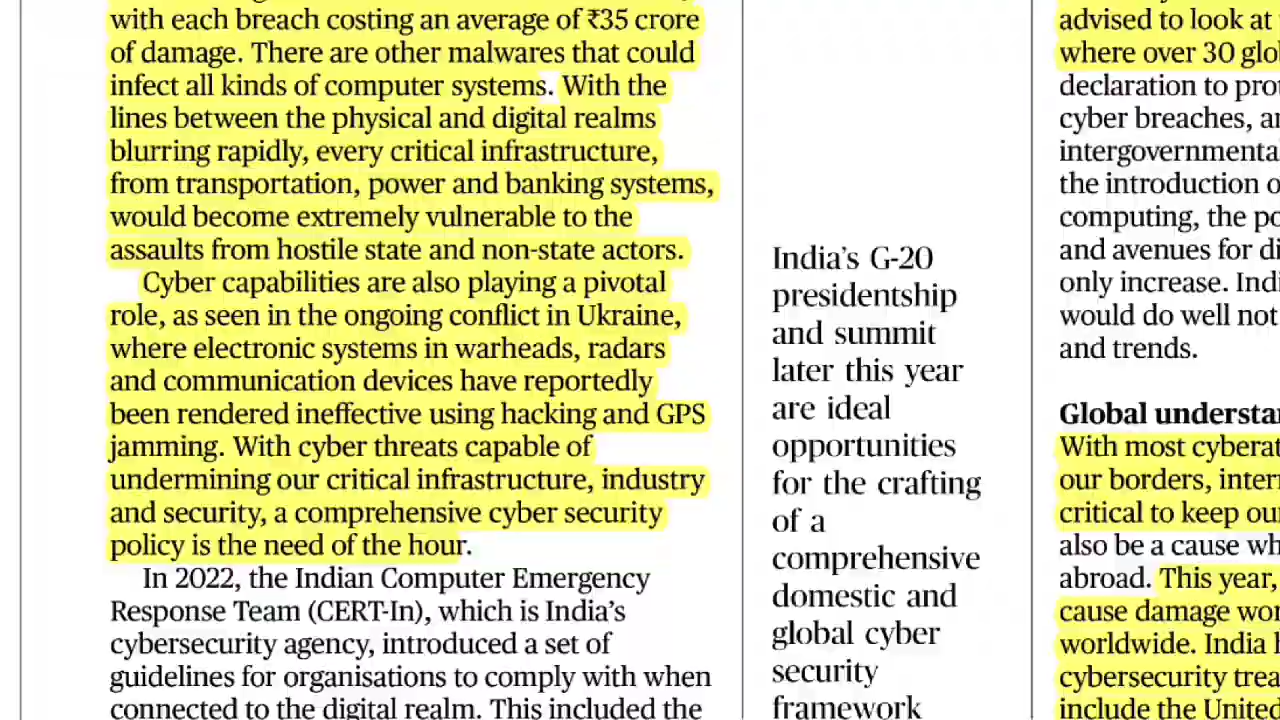 with each breach costing an average of ₹35 crore
of damage. There are other malwares that could
infect all kinds of computer systems. With the
lines between the physical and digital realms
blurring rapidly, every critical infrastructure,
from transportation, power and banking systems,
would become extremely vulnerable to the
assaults from hostile state and non-state actors.
Cyber capabilities are also playing a pivotal
role, as seen in the ongoing conflict in Ukraine,
where electronic systems in warheads, radars
and communication devices have reportedly
been rendered ineffective using hacking and GPS
jamming. With cyber threats capable of
undermining our critical infrastructure, industry
and security, a comprehensive cyber security
policy is the need of the hour.
In 2022, the Indian Computer Emergency
Response Team (CERT-In), which is India's
cybersecurity agency, introduced a set of
guidelines for organisations to comply with when
connected to the digital realm. This included the
India's G-20
presidentship
and summit
later this year
are ideal
opportunities
for the crafting
of a
comprehensive
domestic and
global cyber
security
framework
advised to look at
where over 30
declaration to
cyber breaches,
the introduction
computing, the
and avenues for
only increase.
would do well not
and trends.
Global
With most
our borders,
critical to keep
also be a cause
abroad. This year,
cause damage
worldwide. India
cybersecurity
include the United